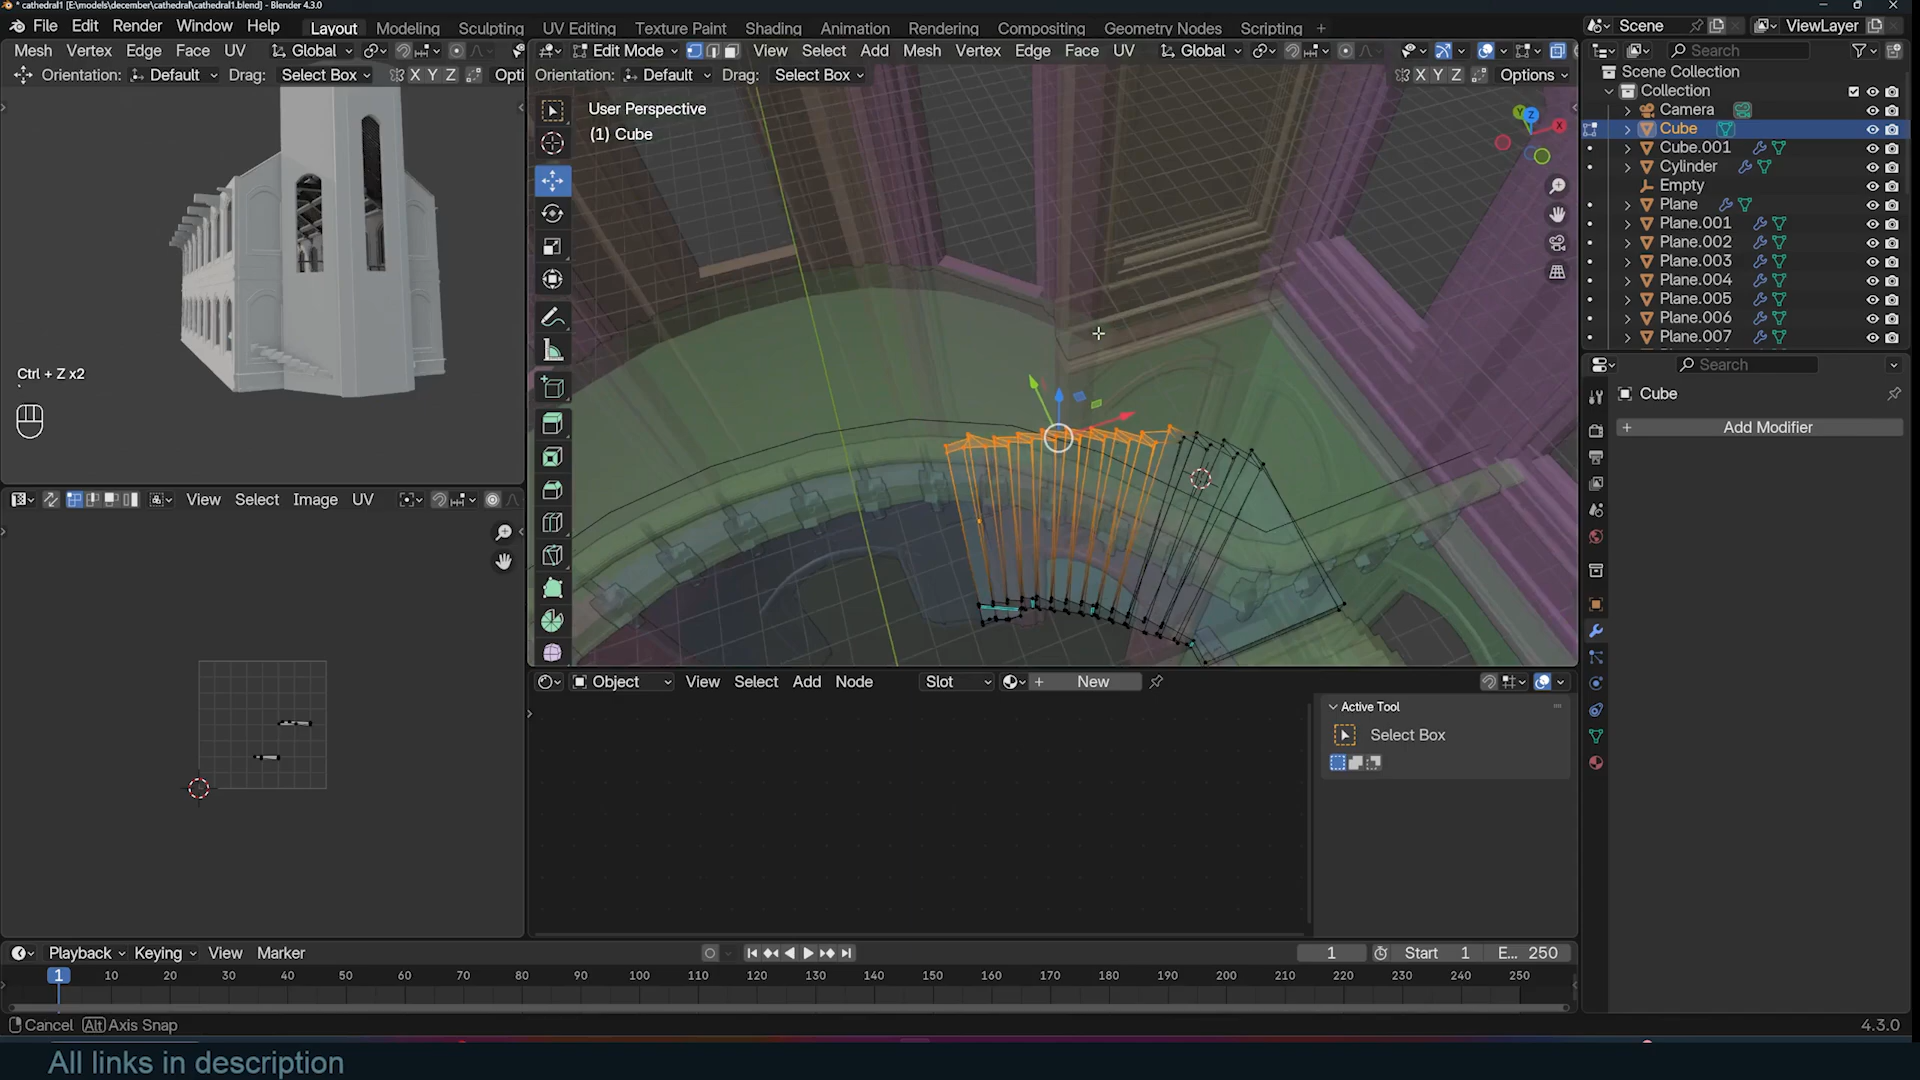 * cathedral1 [E:\models\december\cathedral\cathedral1.blend] - Blender 4.3.0
File Edit Render Window Help Layout Modeling Sculpting UV Editing Texture Paint Shading Animation Rendering Compositing Geometry Nodes Scripting + Scene ViewLayer
Mesh Vertex Edge Face UV Global
Edit Mode View Select Add Mesh Vertex Edge Face UV Global
Search
Orientation: Default Drag: Select Box X Y Z Opti
Orientation: Default Drag: Select Box X Y Z Options
Scene Collection
Collection
Camera
Cube
Cube.001
Cylinder
Empty
Plane
Plane.001
Plane.002
Plane.003
Plane.004
Plane.005
Plane.006
Plane.007
User Perspective
(1) Cube
Y Z X
Ctrl + Z x2
`
Search
Cube
+ Add Modifier
View Select Image UV
Object View Select Add Node Slot + New
Active Tool
Select Box
Playback Keying View Marker 1 Start 1 E... 250
1 10 20 30 40 50 60 70 80 90 100 110 120 130 140 150 160 170 180 190 200 210 220 230 240 250
Cancel Alt Axis Snap
4.3.0
All links in description